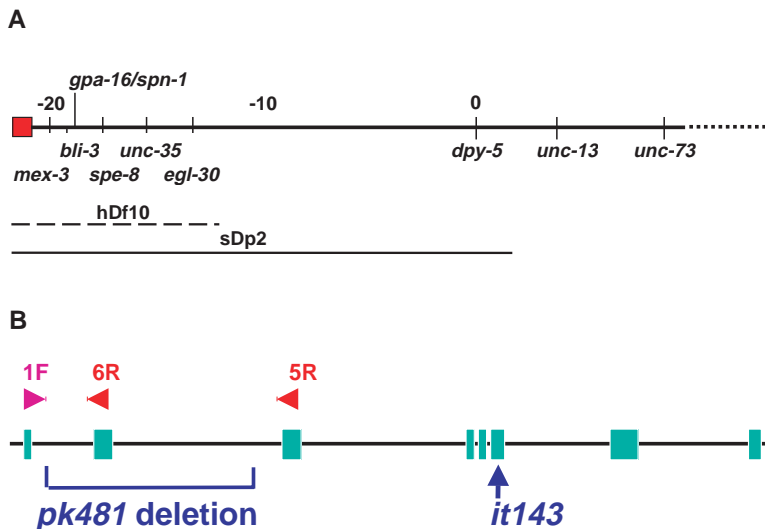 A
gpa-16/spn-1
-20 -10 0
bli-3 unc-35 dpy-5 unc-13 unc-73
mex-3 spe-8 egl-30
hDf10
sDp2
B
1F 6R 5R
pk481 deletion it143